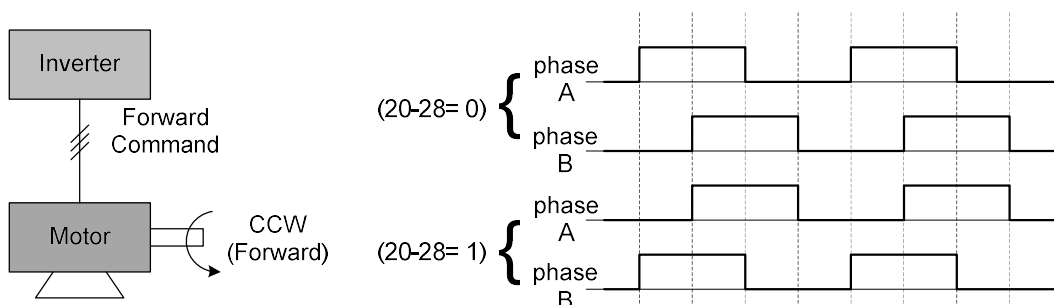 Inverter
Forward
Command
Motor
CCW
(Forward)
(20-28= 0)
phase
A
phase
B
(20-28= 1)
phase
A
phase
B